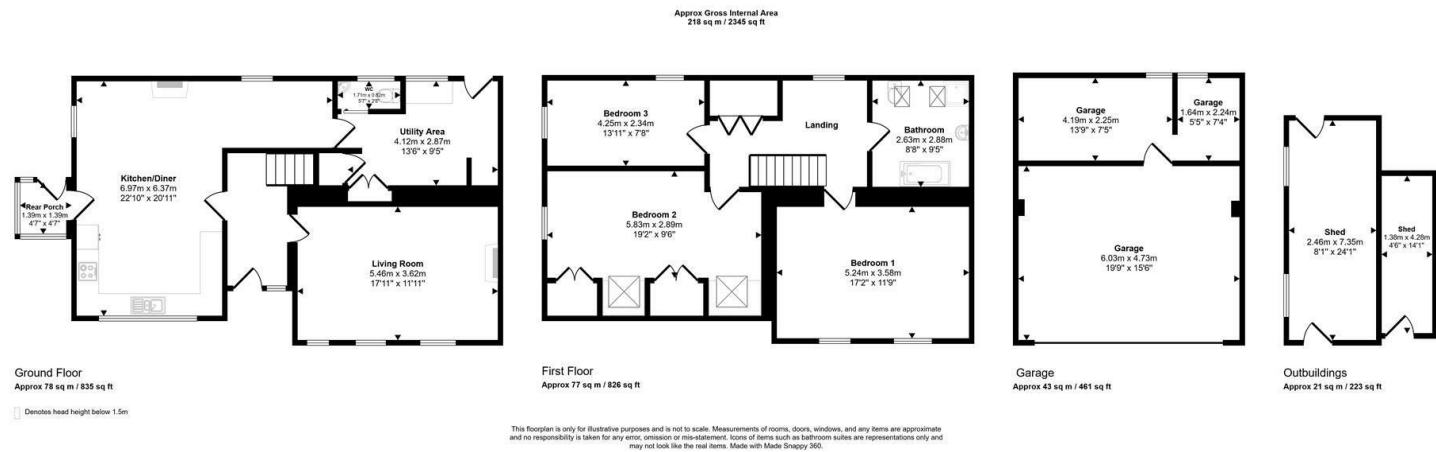 Approx Gross Internal Area
218 sq m / 2345 sq ft
WC
1.71m x 0.82m
5'7" x 2'8"
Utility Area
4.12m x 2.87m
13'6" x 9'5"
Kitchen/Diner
6.97m x 6.37m
22'10" x 20'11"
Rear Porch
1.39m x 1.39m
4'7" x 4'7"
Living Room
5.46m x 3.62m
17'11" x 11'11"
Ground Floor
Approx 78 sq m / 835 sq ft
Denotes head height below 1.5m
Bedroom 3
4.25m x 2.34m
13'11" x 7'8"
Landing
Bathroom
2.63m x 2.88m
8'8" x 9'5"
Bedroom 2
5.83m x 2.89m
19'2" x 9'6"
Bedroom 1
5.24m x 3.58m
17'2" x 11'9"
First Floor
Approx 77 sq m / 826 sq ft
Garage
4.19m x 2.25m
13'9" x 7'5"
Garage
1.64m x 2.24m
5'5" x 7'4"
Garage
6.03m x 4.73m
19'9" x 15'6"
Garage
Approx 43 sq m / 461 sq ft
Shed
2.46m x 7.35m
8'1" x 24'1"
Shed
1.38m x 4.28m
4'6" x 14'1"
Outbuildings
Approx 21 sq m / 223 sq ft
This floorplan is only for illustrative purposes and is not to scale. Measurements of rooms, doors, windows, and any items are approximate
and no responsibility is taken for any error, omission or mis-statement. Icons of items such as bathroom suites are representations only and
may not look like the real items. Made with Made Snappy 360.